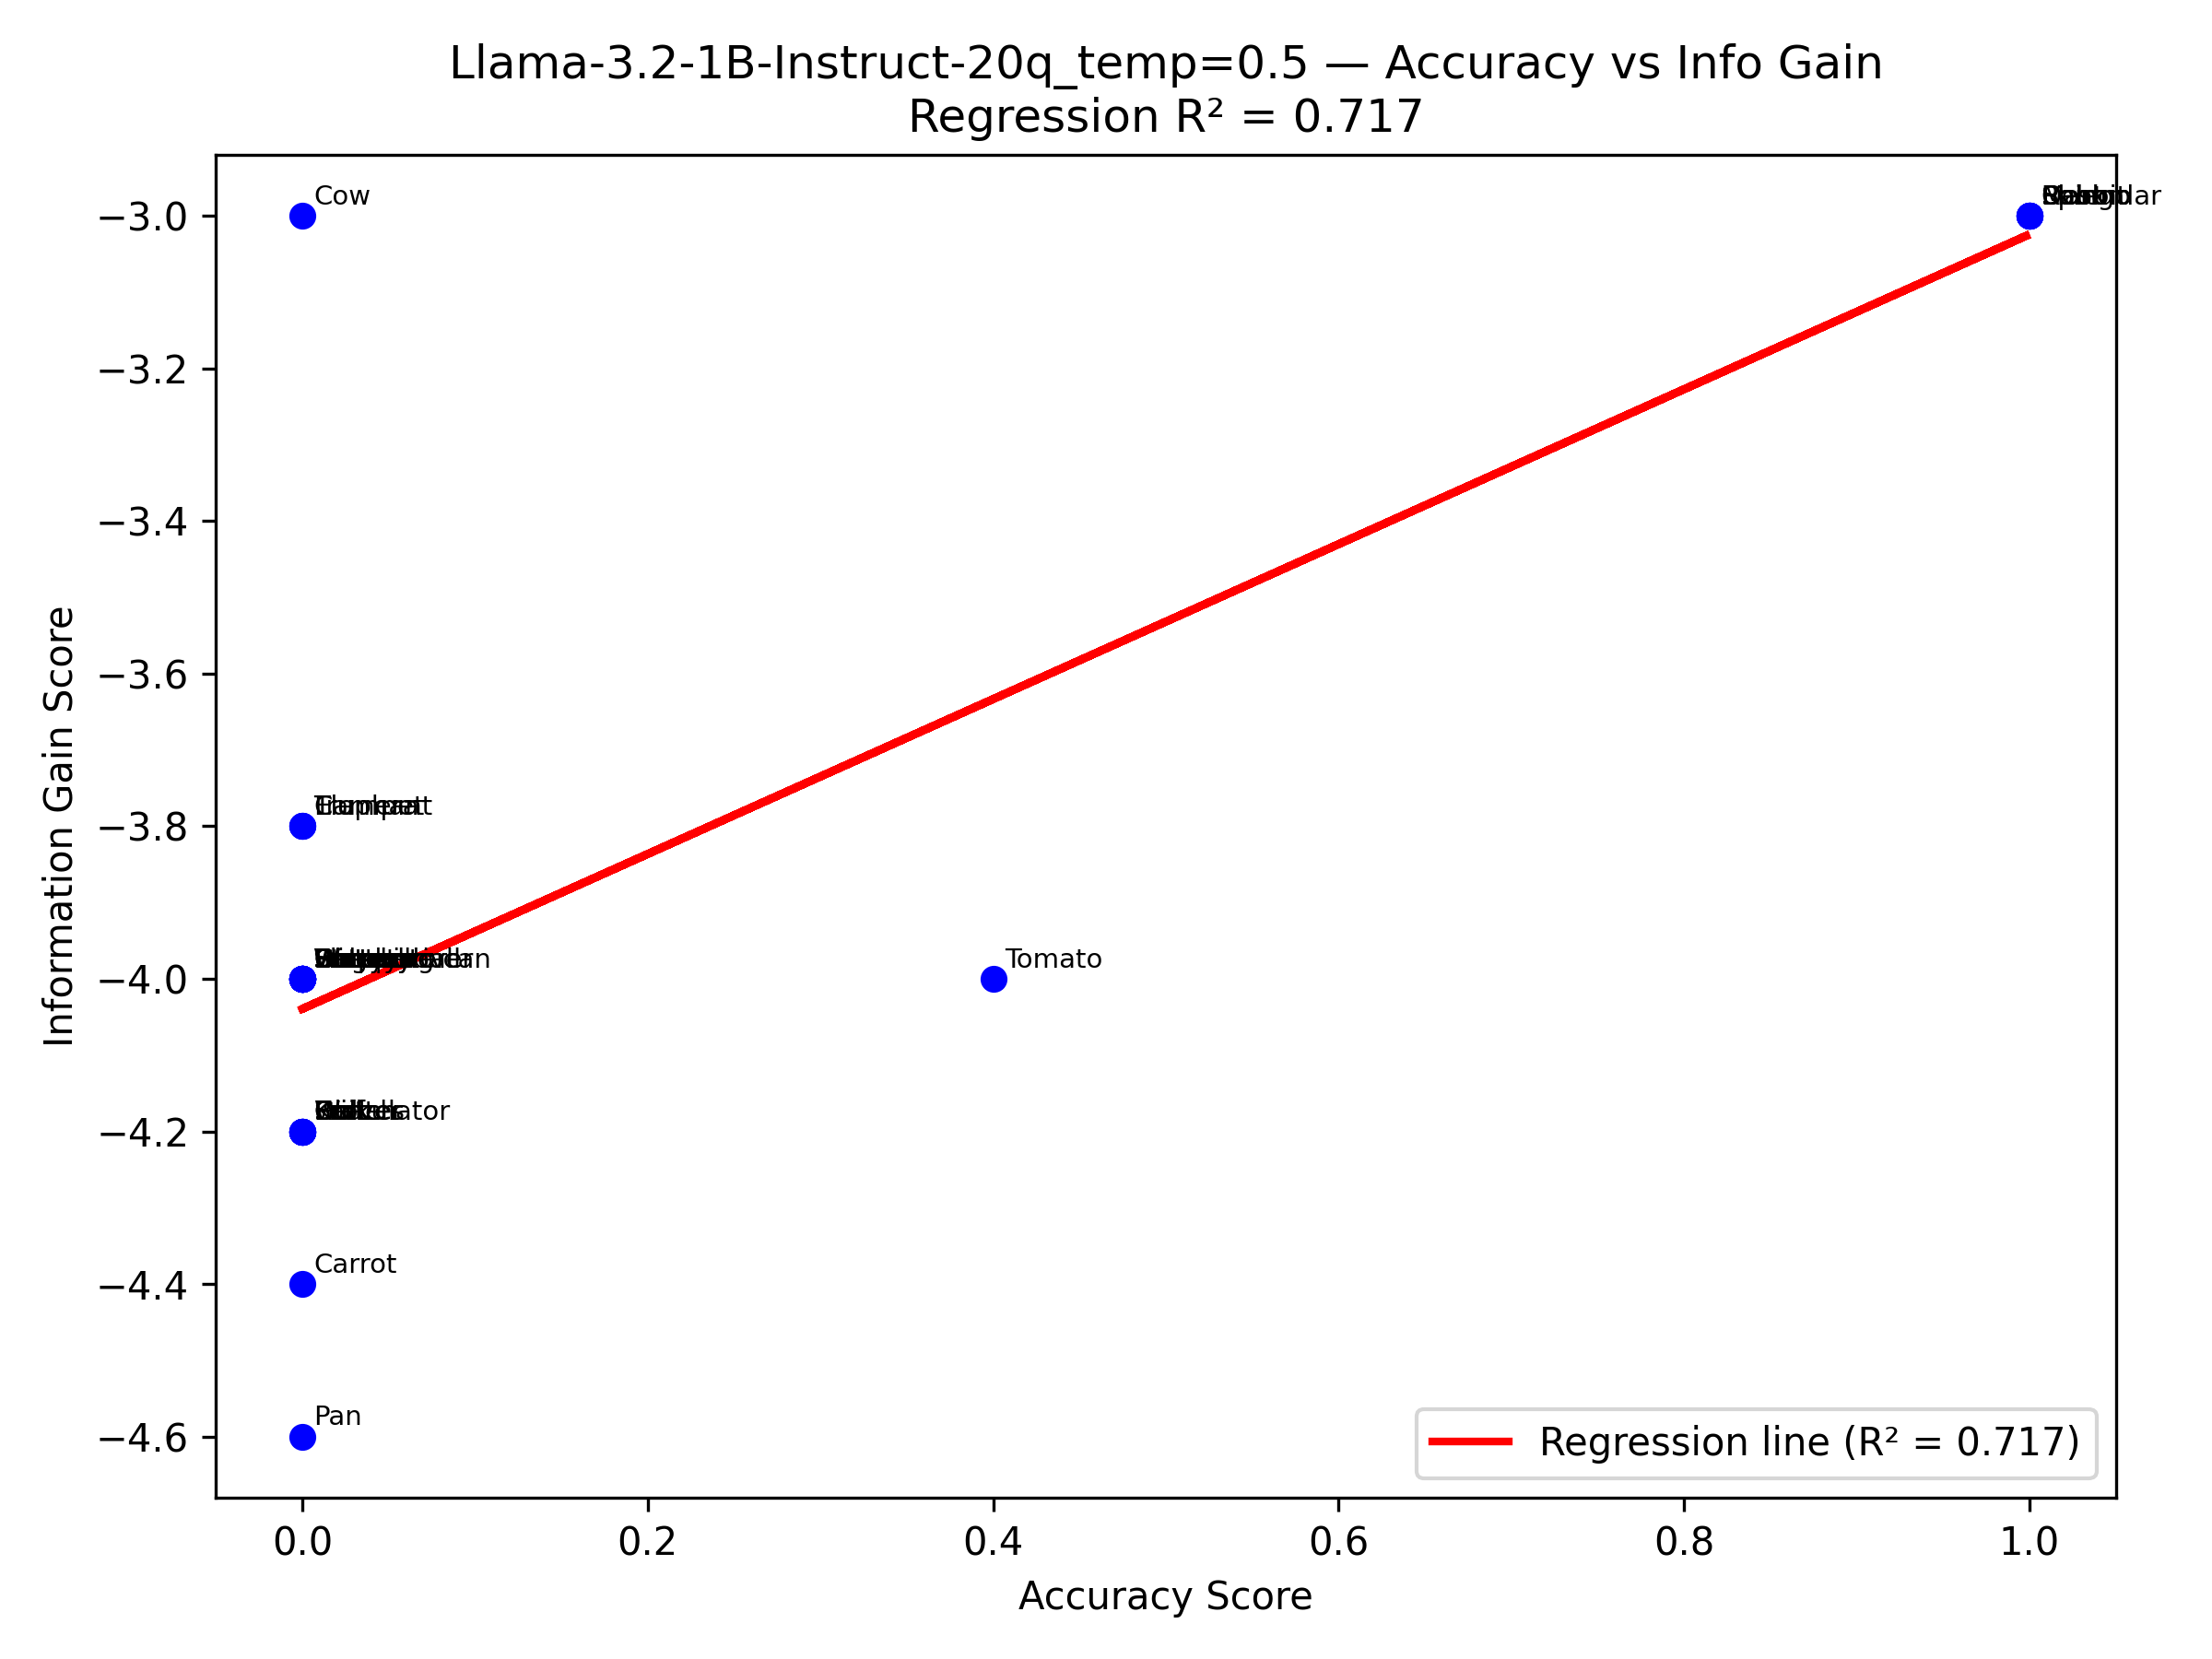 Llama-3.2-1B-Instruct-20q_temp=0.5 — Accuracy vs Info Gain
Regression R² = 0.717
Cow
−3.0
−3.2
−3.4
−3.6
−3.8
−4.0
Tomato
−4.2
Carrot
−4.4
Pan
−4.6
Information Gain Score
Regression line (R² = 0.717)
0.0 0.2 0.4 0.6 0.8 1.0
Accuracy Score